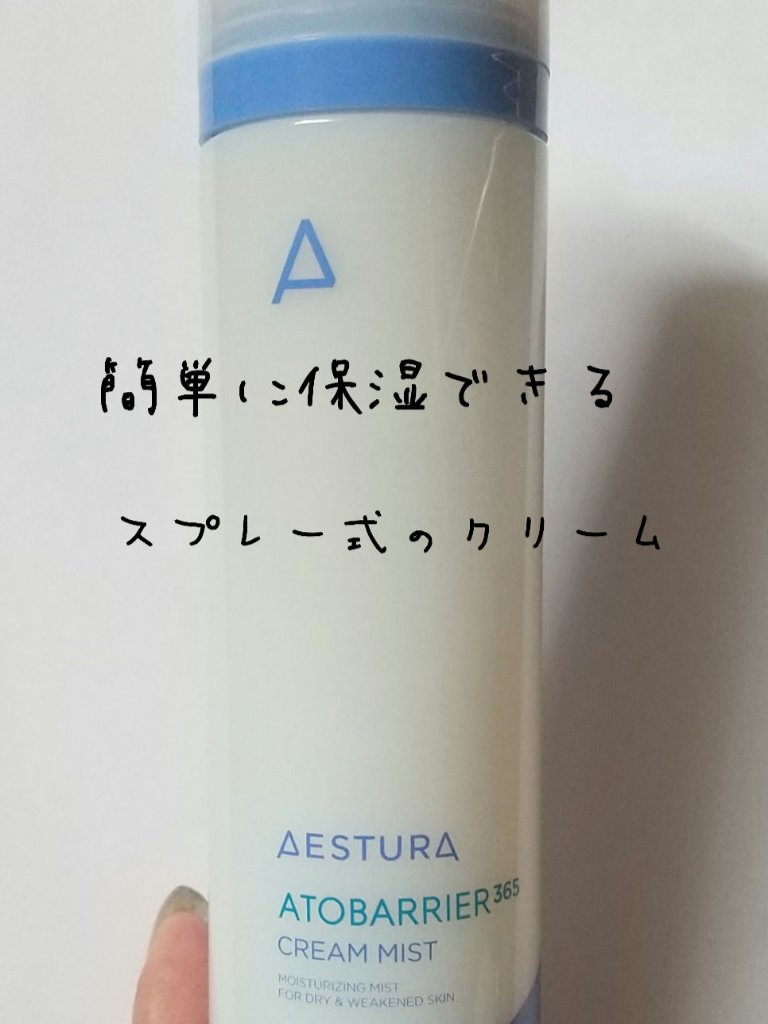 A
簡単に保湿できる
スプレー式のクリーム
AESTURA
ATOBARRIER365
CREAM MIST
MOISTURIZING MIST
FOR DRY & WEAKENED SKIN